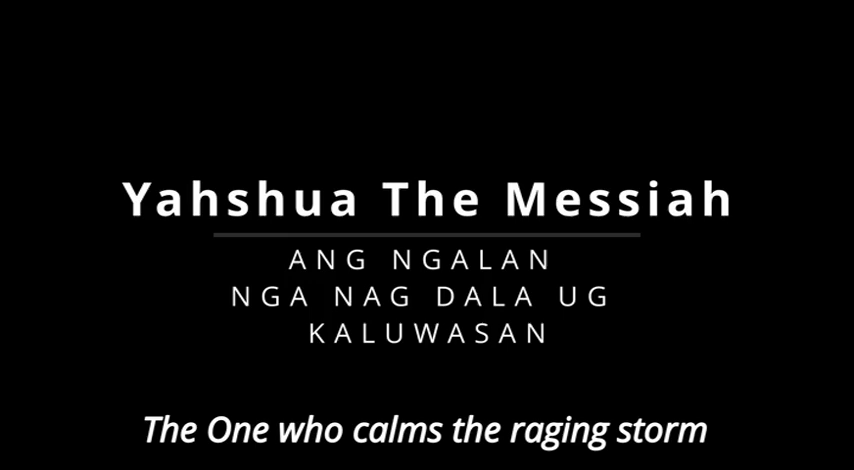 Yahshua The Messiah
ANG NGALAN
NGA NAG DALA UG
KALUWASAN
The One who calms the raging storm